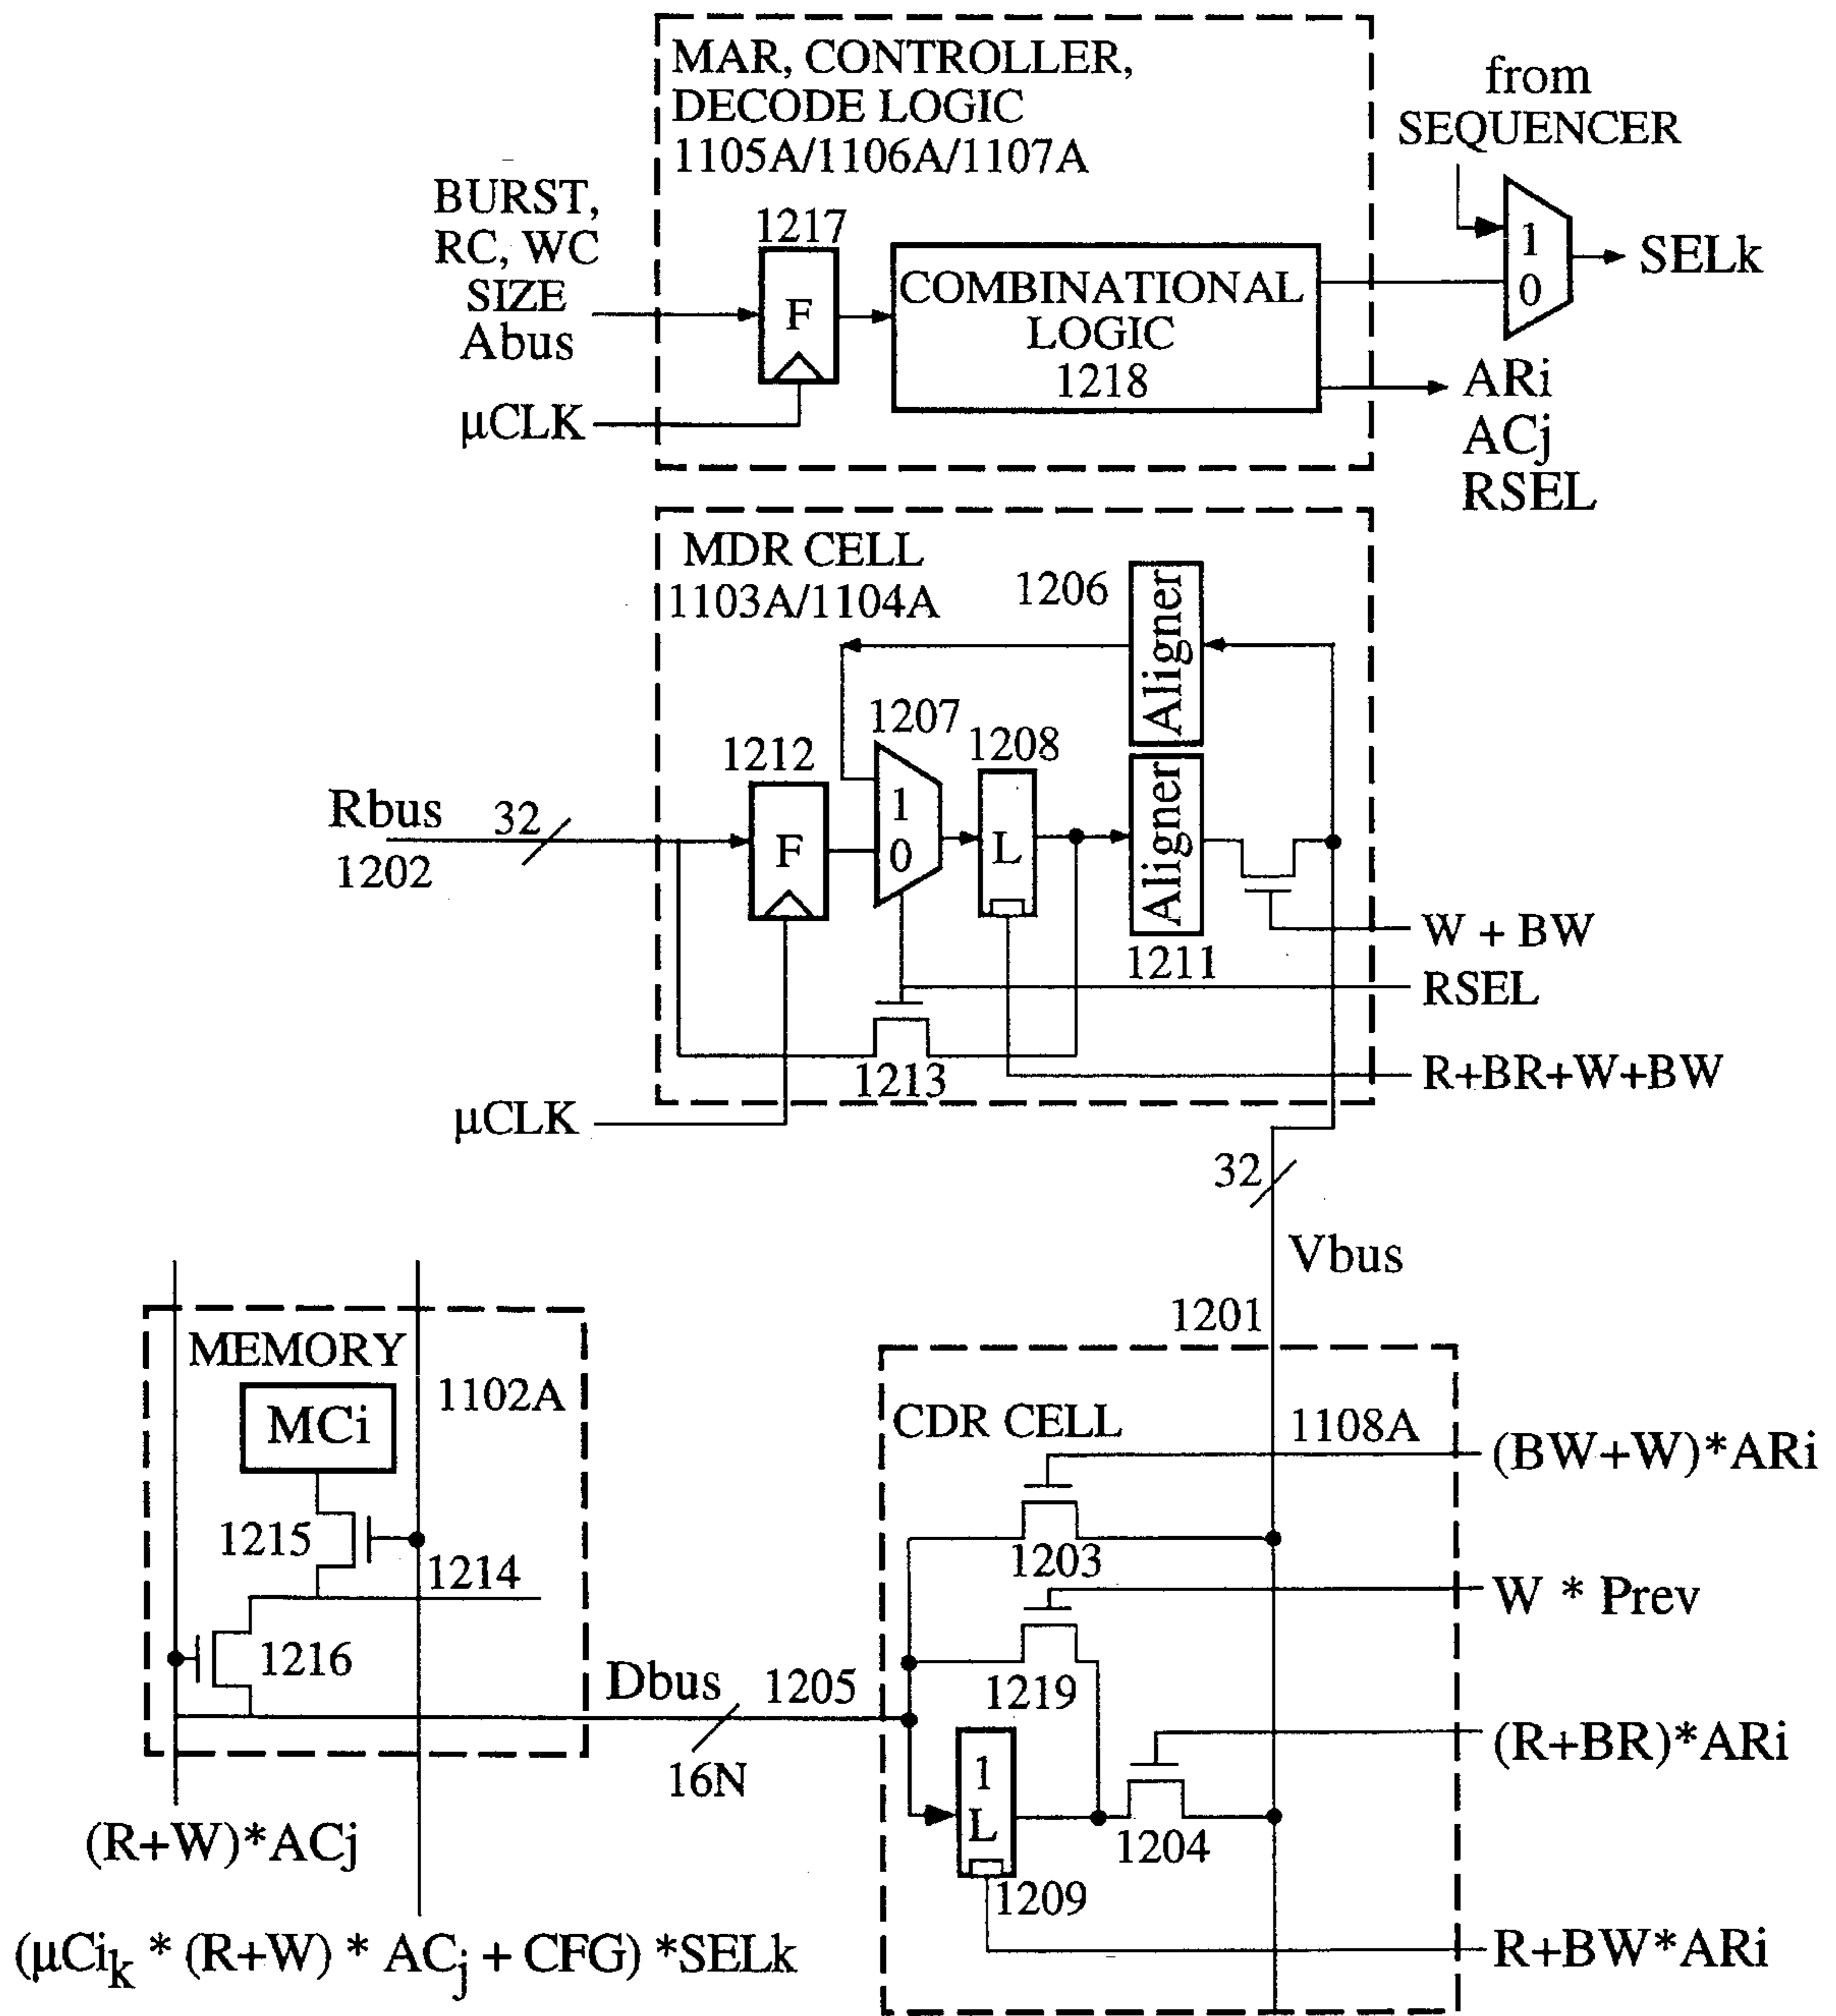 MAR, CONTROLLER,
DECODE LOGIC
1105A/1106A/1107A
from
SEQUENCER
BURST,
RC, WC
SIZE
Abus
1217
F
COMBINATIONAL
LOGIC
1218
1
0
SELk
μCLK
ARi
ACj
RSEL
MDR CELL
1103A/1104A
1206
Aligner
1207
1212
1208
Rbus
32
1202
F
1
0
L
Aligner
1211
W + BW
RSEL
1213
R+BR+W+BW
μCLK
32
Vbus
1201
MEMORY
1102A
MCi
1215
1214
1216
Dbus
1205
16N
(R+W)*ACj
(μCik * (R+W) * ACj + CFG) *SELk
CDR CELL
1108A
(BW+W)*ARi
1203
W * Prev
1219
(R+BR)*ARi
1
L
1204
1209
R+BW*ARi